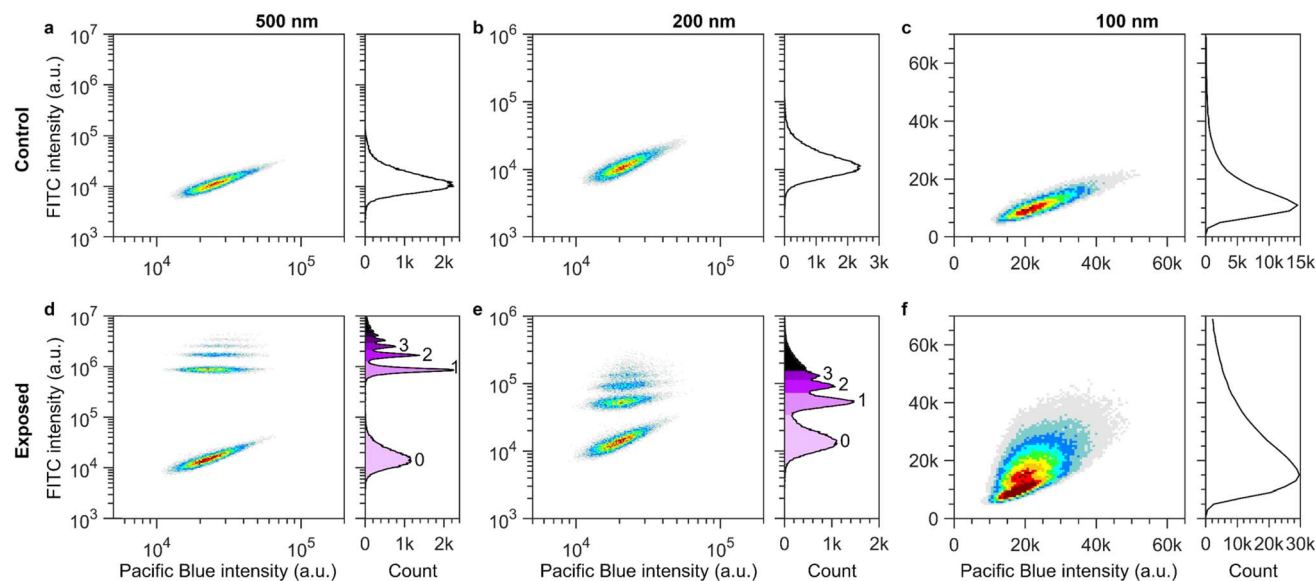 500 nm
200 nm
100 nm
Control
a
FITC intensity (a.u.)
10^7
10^6
10^5
10^4
10^3
10^4
10^5
0
1k
2k
b
10^6
10^5
10^4
10^3
10^4
10^5
0
1k
2k
3k
c
60k
40k
20k
0
0
20k
40k
60k
0
5k
10k
15k
Exposed
d
FITC intensity (a.u.)
10^7
10^6
10^5
10^4
10^3
10^4
10^5
Pacific Blue intensity (a.u.)
3
2
1
0
0
1k
2k
Count
e
10^6
10^5
10^4
10^3
10^4
10^5
Pacific Blue intensity (a.u.)
3
2
1
0
0
1k
2k
Count
f
60k
40k
20k
0
0
20k
40k
60k
Pacific Blue intensity (a.u.)
0
10k
20k
30k
Count